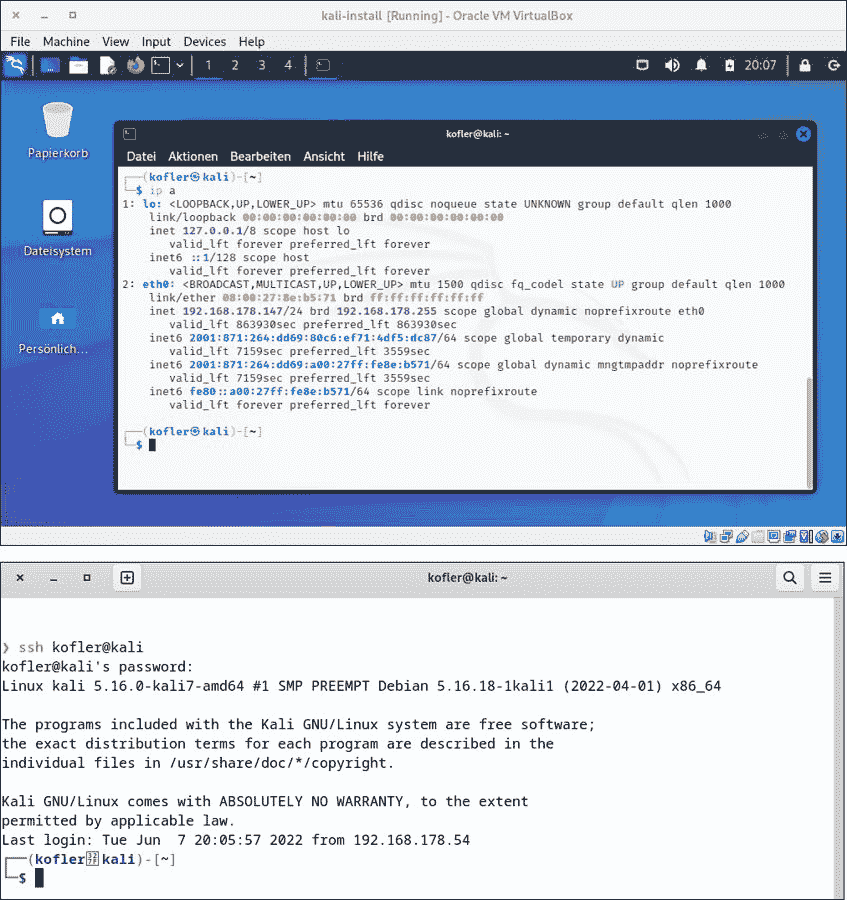 kali-install [Running] - Oracle VM VirtualBox
File Machine View Input Devices Help
1 2 3 4 20:07
Papierkorb
Dateisystem
Persönlich...
kofler@kali: ~
Datei Aktionen Bearbeiten Ansicht Hilfe
┌──(kofler㉿kali)-[~]
└─$ ip a
1: lo: <LOOPBACK,UP,LOWER_UP> mtu 65536 qdisc noqueue state UNKNOWN group default qlen 1000
link/loopback 00:00:00:00:00:00 brd 00:00:00:00:00:00
inet 127.0.0.1/8 scope host lo
valid_lft forever preferred_lft forever
inet6 ::1/128 scope host
valid_lft forever preferred_lft forever
2: eth0: <BROADCAST,MULTICAST,UP,LOWER_UP> mtu 1500 qdisc fq_codel state UP group default qlen 1000
link/ether 08:00:27:8e:b5:71 brd ff:ff:ff:ff:ff:ff
inet 192.168.178.147/24 brd 192.168.178.255 scope global dynamic noprefixroute eth0
valid_lft 863930sec preferred_lft 863930sec
inet6 2001:871:264:dd69:80c6:ef71:4df5:dc87/64 scope global temporary dynamic
valid_lft 7159sec preferred_lft 3559sec
inet6 2001:871:264:dd69:a00:27ff:fe8e:b571/64 scope global dynamic mngtmpaddr noprefixroute
valid_lft 7159sec preferred_lft 3559sec
inet6 fe80::a00:27ff:fe8e:b571/64 scope link noprefixroute
valid_lft forever preferred_lft forever
┌──(kofler㉿kali)-[~]
└─$
kofler@kali: ~
❯ ssh kofler@kali
kofler@kali's password:
Linux kali 5.16.0-kali7-amd64 #1 SMP PREEMPT Debian 5.16.18-1kali1 (2022-04-01) x86_64
The programs included with the Kali GNU/Linux system are free software;
the exact distribution terms for each program are described in the
individual files in /usr/share/doc/*/copyright.
Kali GNU/Linux comes with ABSOLUTELY NO WARRANTY, to the extent
permitted by applicable law.
Last login: Tue Jun  7 20:05:57 2022 from 192.168.178.54
┌──(kofler㉿kali)-[~]
└─$